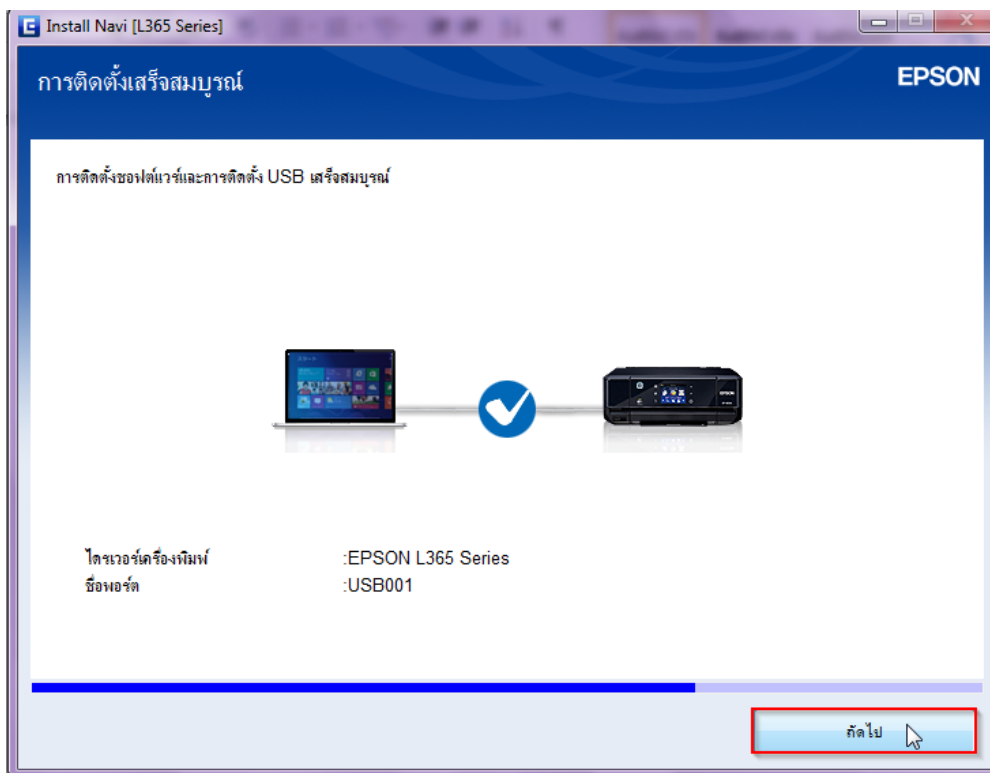 Install Navi [L365 Series]
การติดตั้งเสร็จสมบูรณ์
EPSON
การติดตั้งซอฟต์แวร์และการติดตั้ง USB เสร็จสมบูรณ์
ไดรเวอร์เครื่องพิมพ์ :EPSON L365 Series
ชื่อพอร์ต :USB001
ถัดไป